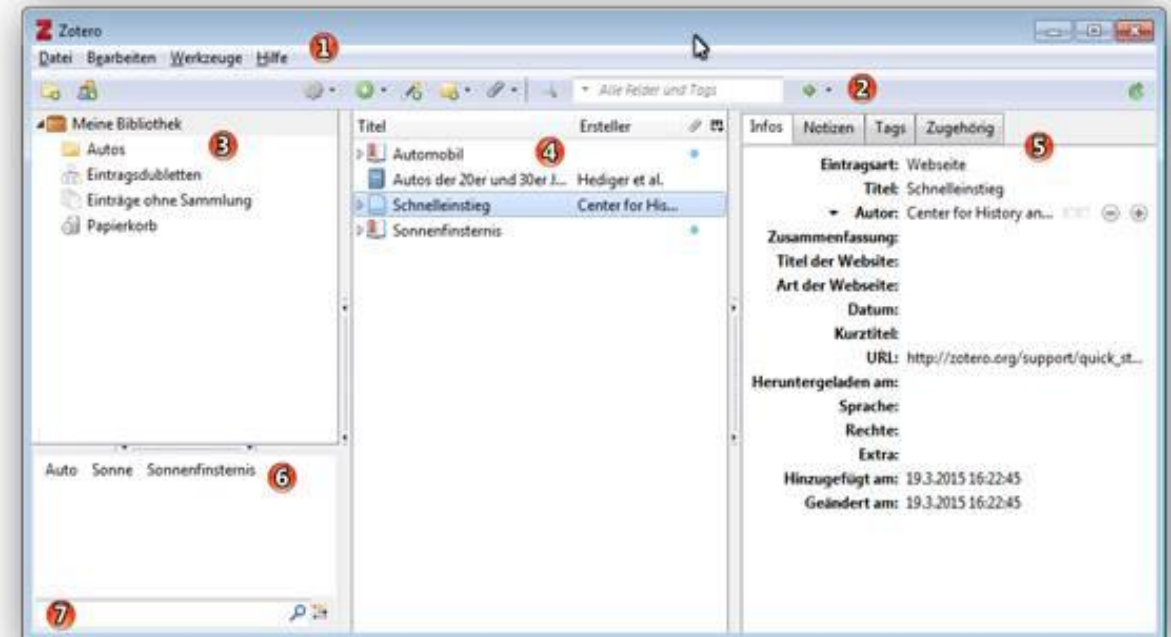 Z Zotero
Datei Bearbeiten Werkzeuge Hilfe 1
Alle Felder und Tags 2
Meine Bibliothek
Autos 3
Eintragsdubletten
Einträge ohne Sammlung
Papierkorb
Titel Ersteller
Automobil 4
Autos der 20er und 30er J... Hediger et al.
Schnelleinstieg Center for His...
Sonnenfinsternis
Infos Notizen Tags Zugehörig 5
Eintragsart: Webseite
Titel: Schnelleinstieg
Autor: Center for History an...
Zusammenfassung:
Titel der Website:
Art der Webseite:
Datum:
Kurztitel:
URL: http://zotero.org/support/quick_st...
Heruntergeladen am:
Sprache:
Rechte:
Extra:
Hinzugefügt am: 19.3.2015 16:22:45
Geändert am: 19.3.2015 16:22:45
Auto Sonne Sonnenfinsternis 6
7